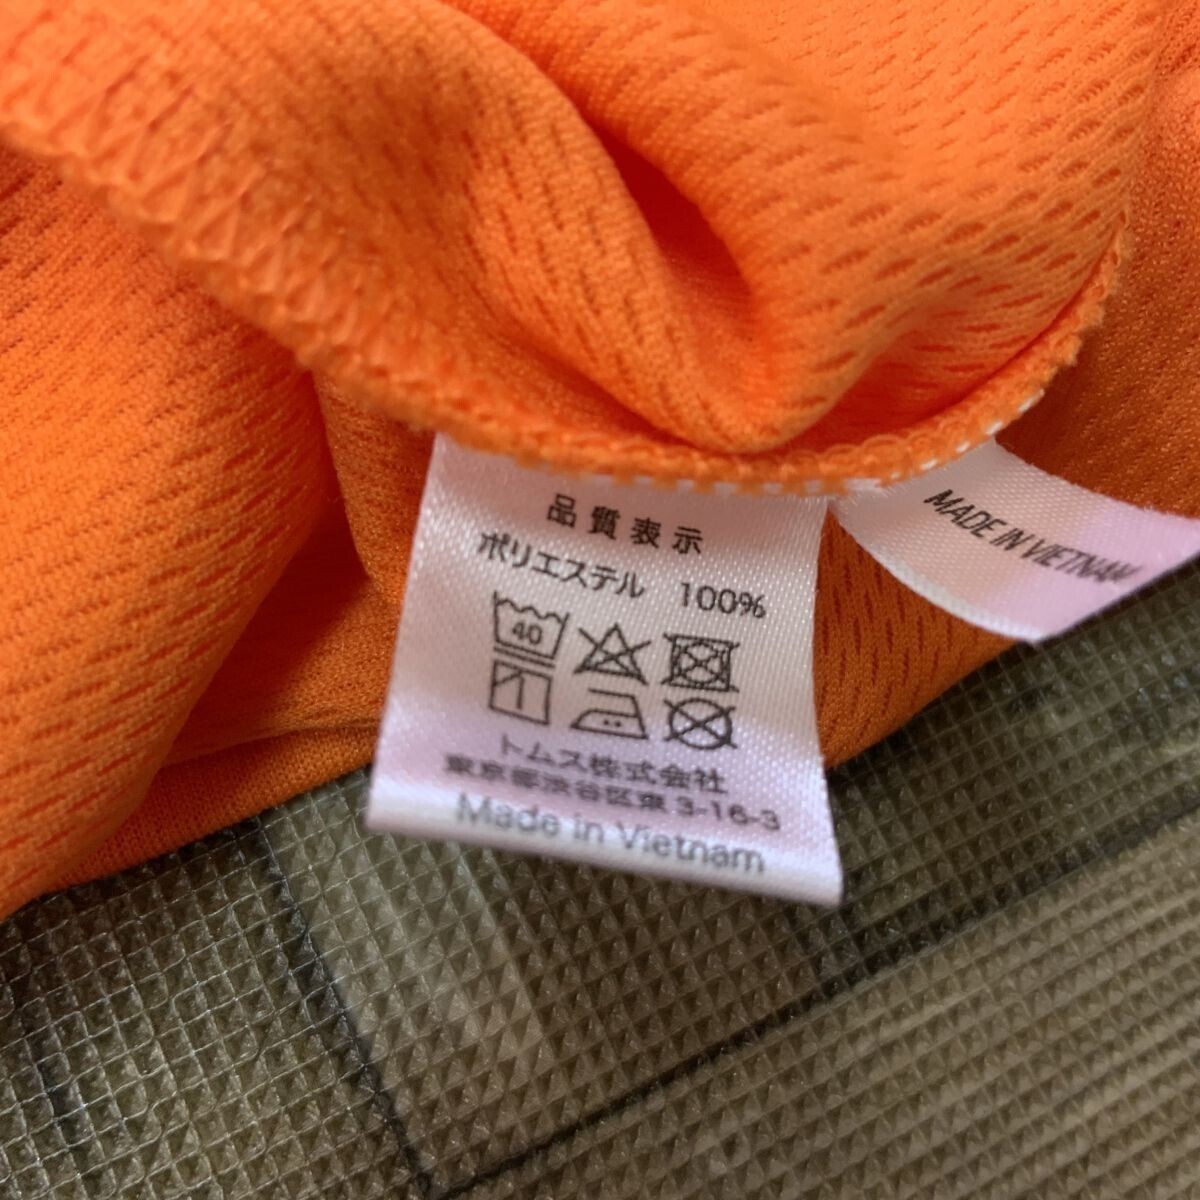 品質表示
ポリエステル 100%
40
トムス株式会社
東京都渋谷区東3-16-3
Made in Vietnam
MADE IN VIETNAM